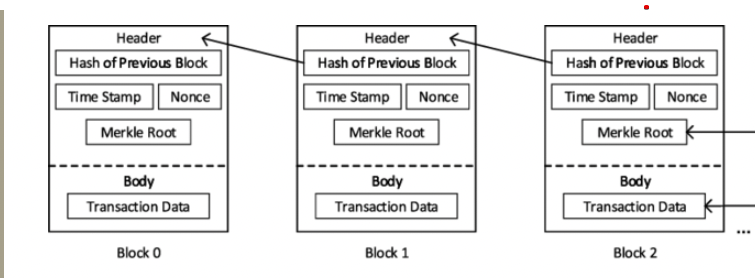 Header
Hash of Previous Block
Time Stamp
Nonce
Merkle Root
Body
Transaction Data
Block 0
Header
Hash of Previous Block
Time Stamp
Nonce
Merkle Root
Body
Transaction Data
Block 1
Header
Hash of Previous Block
Time Stamp
Nonce
Merkle Root
Body
Transaction Data
Block 2
...